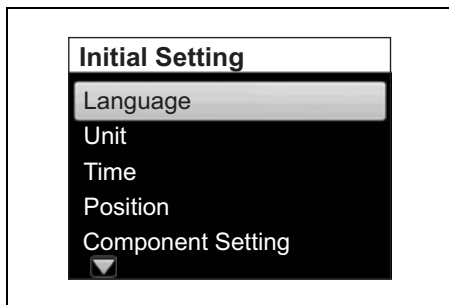 Initial Setting
Language
Unit
Time
Position
Component Setting